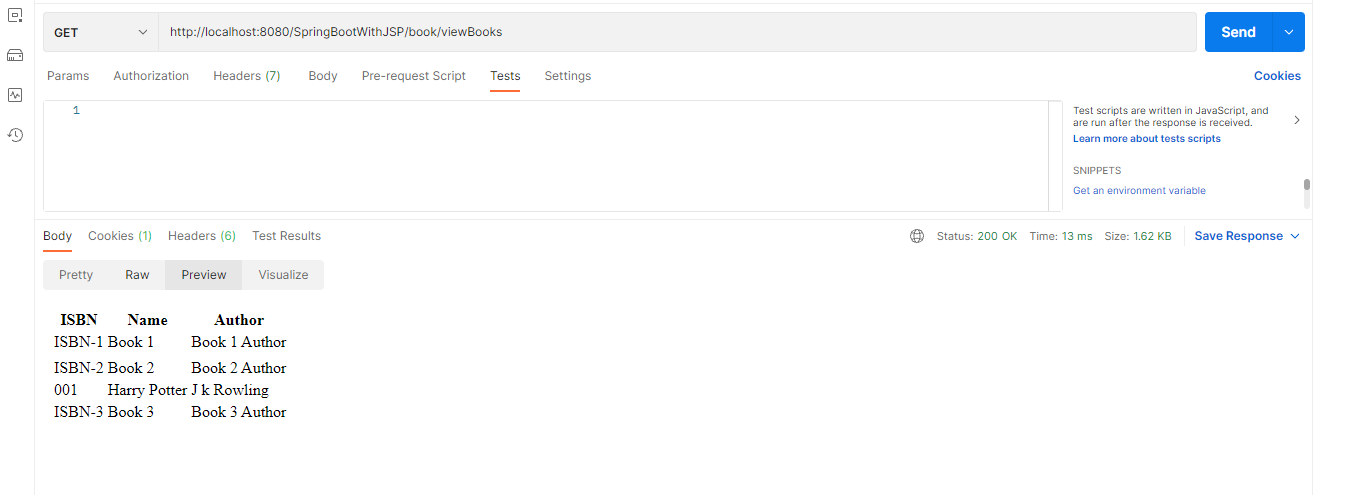 GET http://localhost:8080/SpringBootWithJSP/book/viewBooks Send
Params Authorization Headers (7) Body Pre-request Script Tests Settings Cookies
1
Test scripts are written in JavaScript, and
are run after the response is received.
Learn more about tests scripts
SNIPPETS
Get an environment variable
Body Cookies (1) Headers (6) Test Results Status: 200 OK Time: 13 ms Size: 1.62 KB Save Response
Pretty Raw Preview Visualize
ISBN Name Author
ISBN-1 Book 1 Book 1 Author
ISBN-2 Book 2 Book 2 Author
001 Harry Potter J k Rowling
ISBN-3 Book 3 Book 3 Author